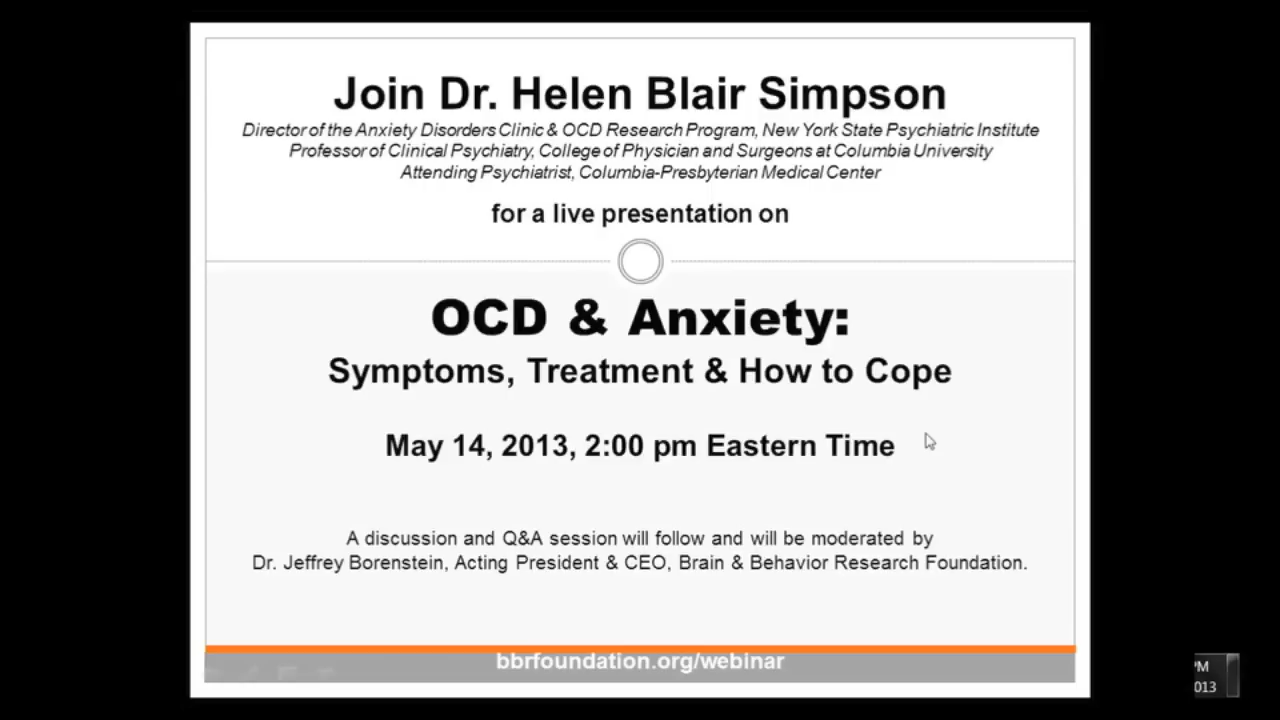 Join Dr. Helen Blair Simpson
Director of the Anxiety Disorders Clinic & OCD Research Program, New York State Psychiatric Institute
Professor of Clinical Psychiatry, College of Physician and Surgeons at Columbia University
Attending Psychiatrist, Columbia-Presbyterian Medical Center
for a live presentation on
OCD & Anxiety:
Symptoms, Treatment & How to Cope
May 14, 2013, 2:00 pm Eastern Time
A discussion and Q&A session will follow and will be moderated by
Dr. Jeffrey Borenstein, Acting President & CEO, Brain & Behavior Research Foundation.
bbrfoundation.org/webinar
PM
013